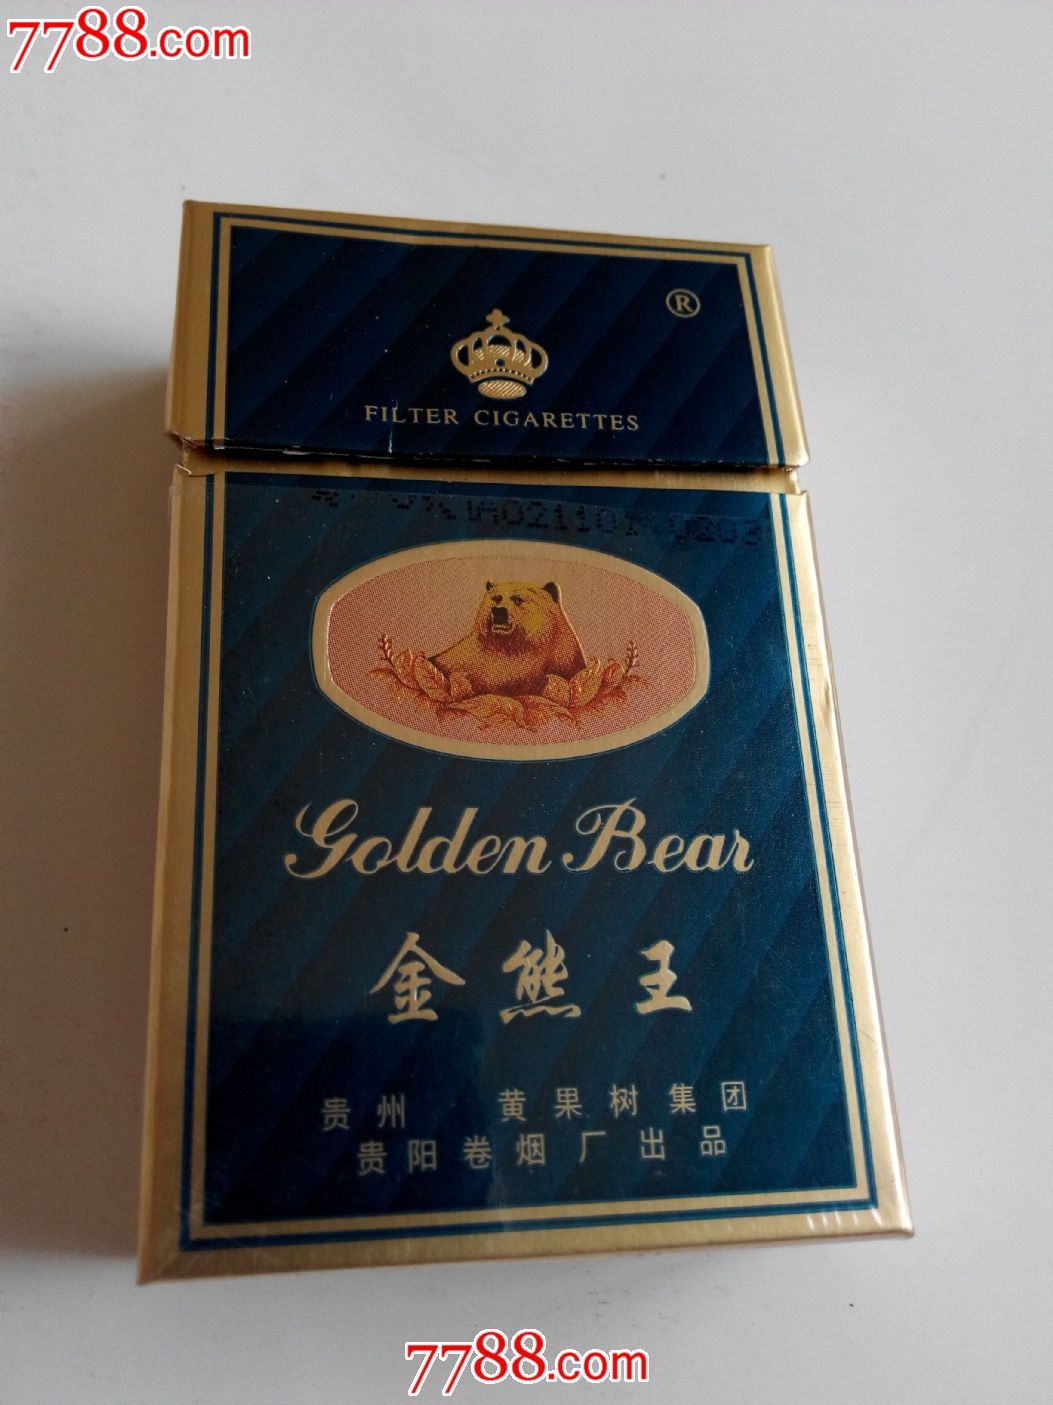 7788.com
®
FILTER CIGARETTES
Golden Bear
金熊王
贵州 黄果树集团
贵阳卷烟厂出品
7788.com